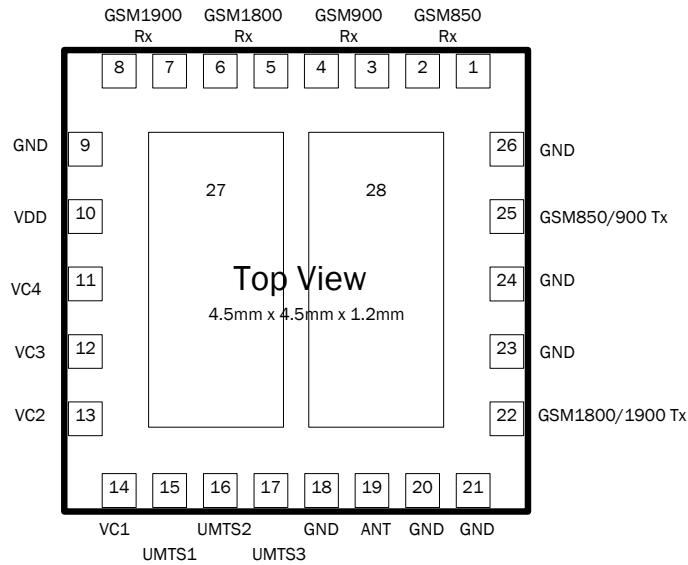 GSM1900 GSM1800 GSM900 GSM850
Rx Rx Rx Rx
8 7 6 5 4 3 2 1
GND 9 26 GND
27 28
VDD 10 25 GSM850/900 Tx
VC4 11 24 GND
Top View
4.5mm x 4.5mm x 1.2mm
VC3 12 23 GND
VC2 13 22 GSM1800/1900 Tx
14 15 16 17 18 19 20 21
VC1 UMTS2 GND ANT GND GND
UMTS1 UMTS3